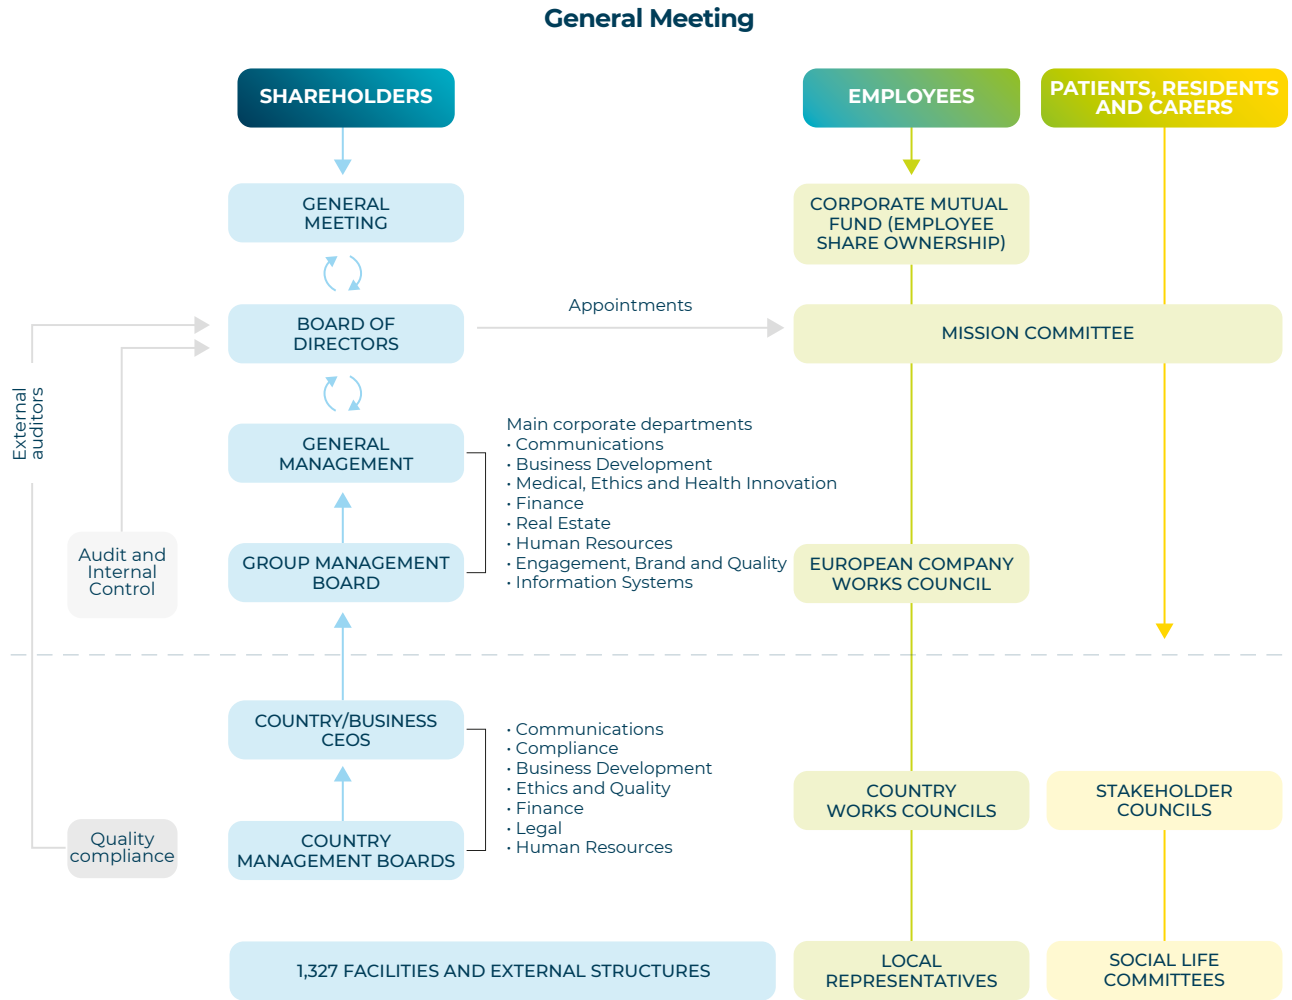 General Meeting
SHAREHOLDERS
EMPLOYEES
PATIENTS, RESIDENTS
AND CARERS
GENERAL
MEETING
CORPORATE MUTUAL
FUND (EMPLOYEE
SHARE OWNERSHIP)
BOARD OF
DIRECTORS
Appointments
MISSION COMMITTEE
External
auditors
GENERAL
MANAGEMENT
Main corporate departments
• Communications
• Business Development
• Medical, Ethics and Health Innovation
• Finance
• Real Estate
• Human Resources
• Engagement, Brand and Quality
• Information Systems
Audit and
Internal
Control
GROUP MANAGEMENT
BOARD
EUROPEAN COMPANY
WORKS COUNCIL
COUNTRY/BUSINESS
CEOS
• Communications
• Compliance
• Business Development
• Ethics and Quality
• Finance
• Legal
• Human Resources
COUNTRY
WORKS COUNCILS
STAKEHOLDER
COUNCILS
Quality
compliance
COUNTRY
MANAGEMENT BOARDS
1,327 FACILITIES AND EXTERNAL STRUCTURES
LOCAL
REPRESENTATIVES
SOCIAL LIFE
COMMITTEES